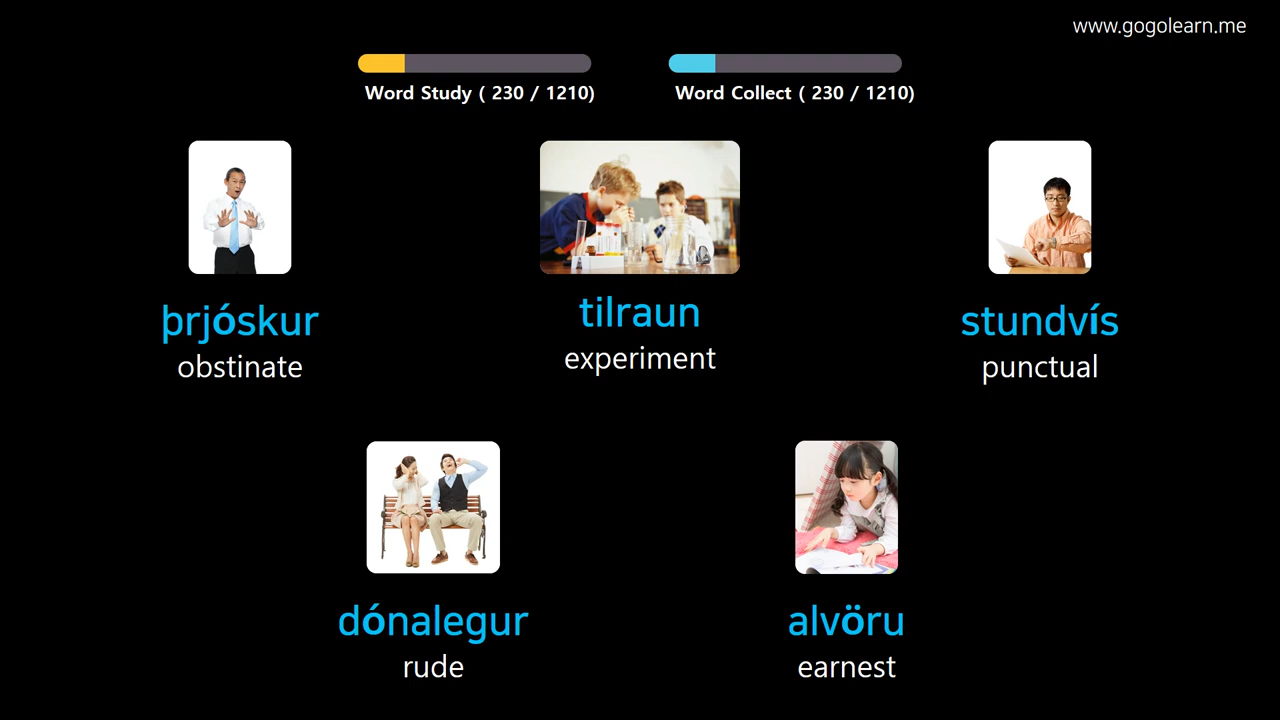 www.gogolearn.me
Word Study ( 230 / 1210)
Word Collect ( 230 / 1210)
þrjóskur
obstinate
tilraun
experiment
stundvís
punctual
dónalegur
rude
alvöru
earnest